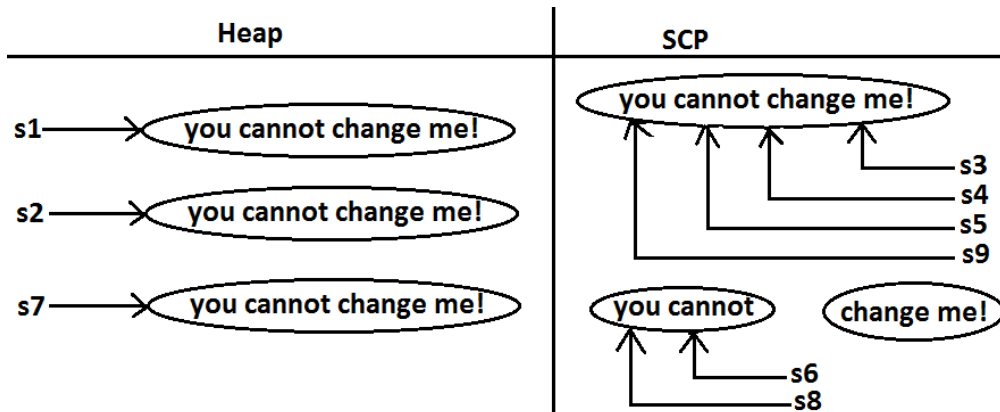 Heap
SCP
s1
you cannot change me!
s2
you cannot change me!
s7
you cannot change me!
you cannot change me!
s3
s4
s5
s9
you cannot
change me!
s6
s8